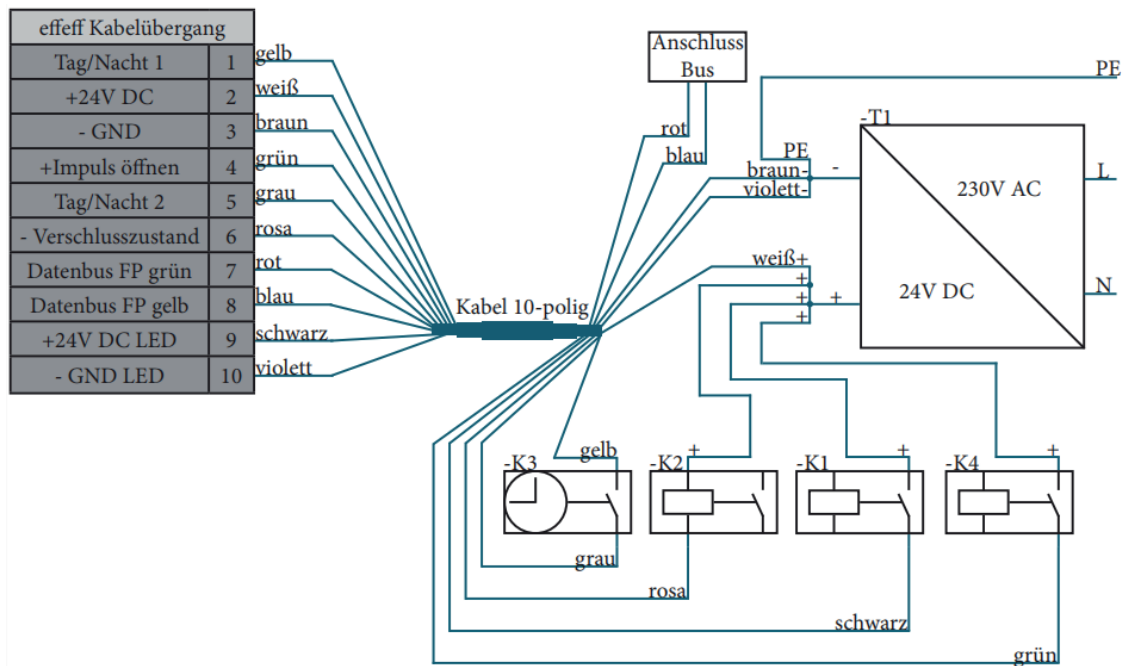 effeff Kabelübergang
Tag/Nacht 1 1 gelb
+24V DC 2 weiß
- GND 3 braun
+Impuls öffnen 4 grün
Tag/Nacht 2 5 grau
- Verschlusszustand 6 rosa
Datenbus FP grün 7 rot
Datenbus FP gelb 8 blau
+24V DC LED 9 schwarz
- GND LED 10 violett
Kabel 10-polig
Anschluss
Bus
rot
blau
PE
PE
braun-
violett-
-
-T1
230V AC
24V DC
L
N
weiß+
+
+
+
+
-K3
gelb
grau
-K2
+
rosa
-K1
+
schwarz
-K4
+
grün